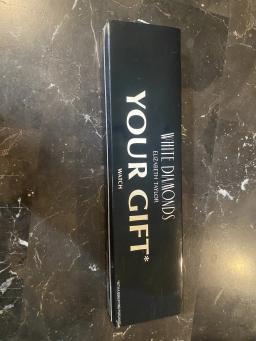 WHITE DIAMONDS
ELIZABETH TAYLOR
YOUR GIFT*
WATCH